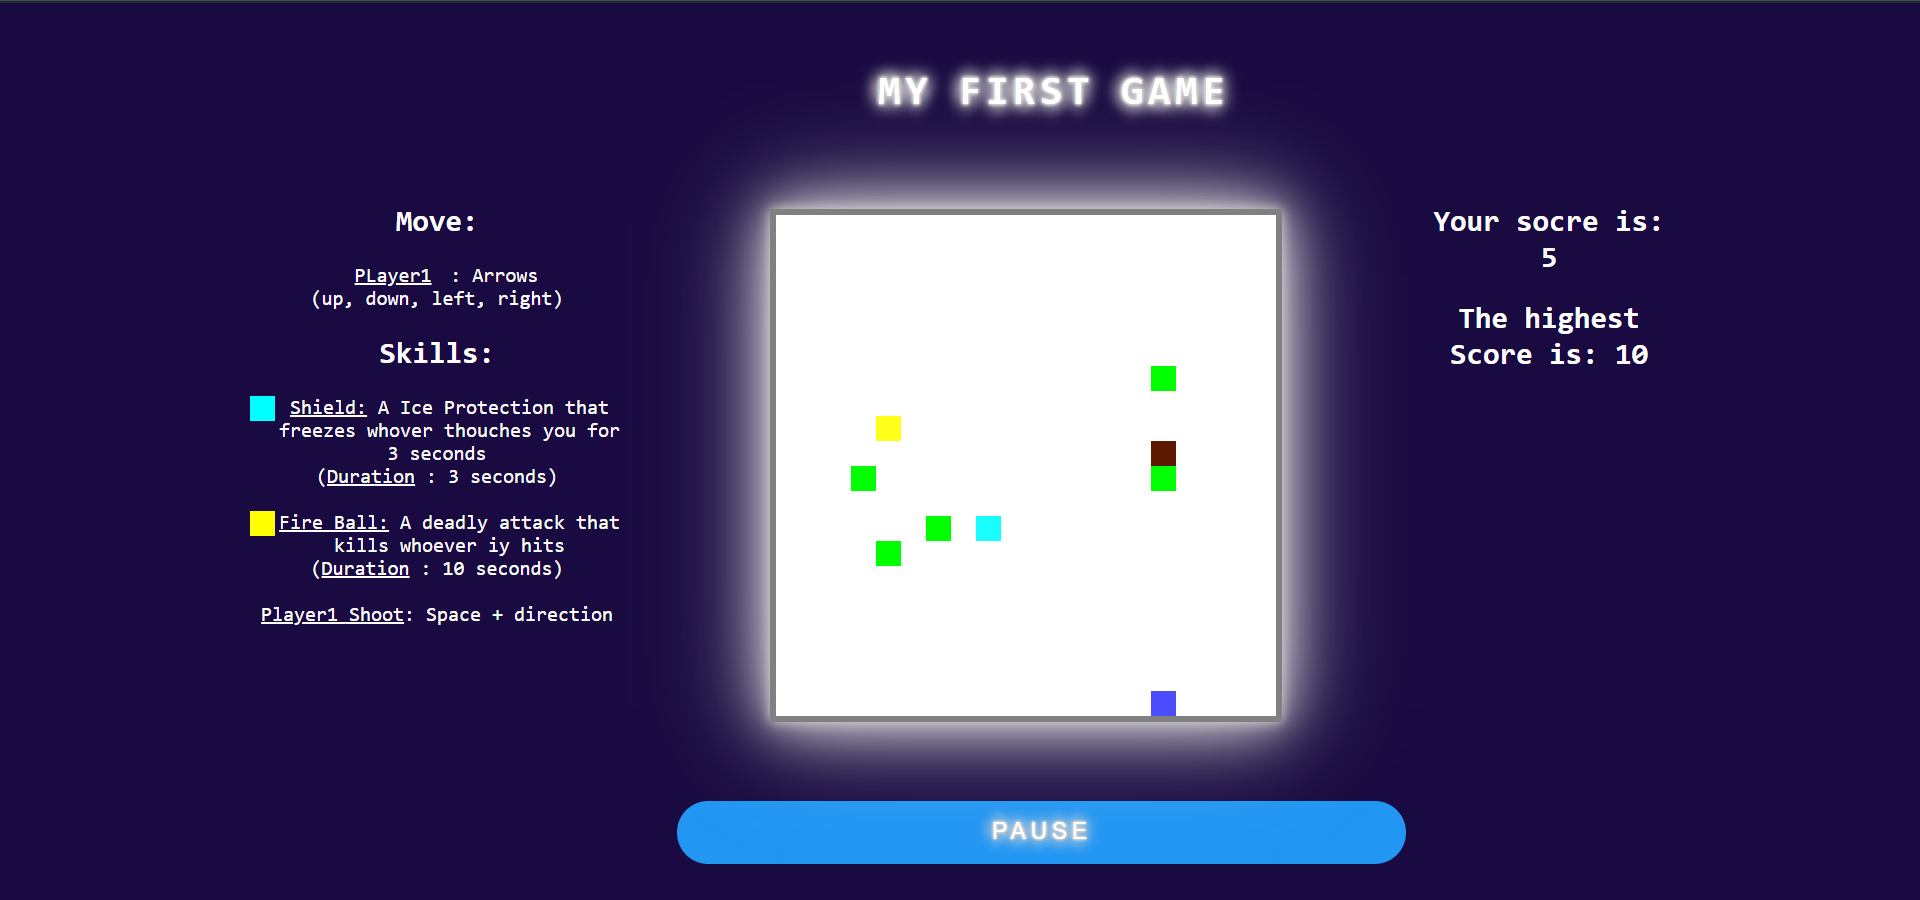 MY FIRST GAME
Move:
PLayer1 : Arrows
(up, down, left, right)
Skills:
Shield: A Ice Protection that
freezes whover thouches you for
3 seconds
(Duration : 3 seconds)
Fire Ball: A deadly attack that
kills whoever iy hits
(Duration : 10 seconds)
Player1 Shoot: Space + direction
Your socre is:
5
The highest
Score is: 10
PAUSE